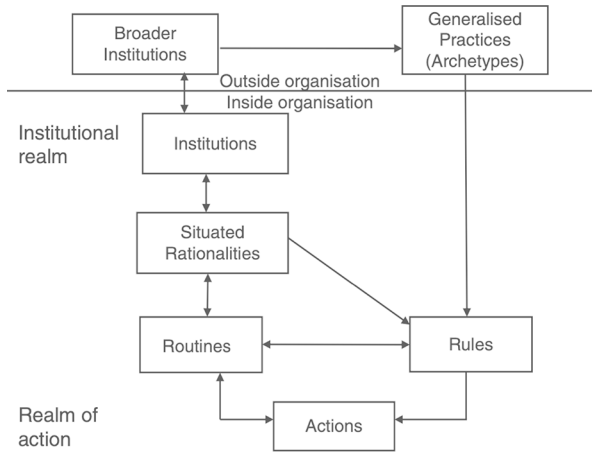 Broader
Institutions
Generalised
Practices
(Archetypes)
Outside organisation
Inside organisation
Institutional
realm
Institutions
Situated
Rationalities
Routines
Rules
Realm of
action
Actions